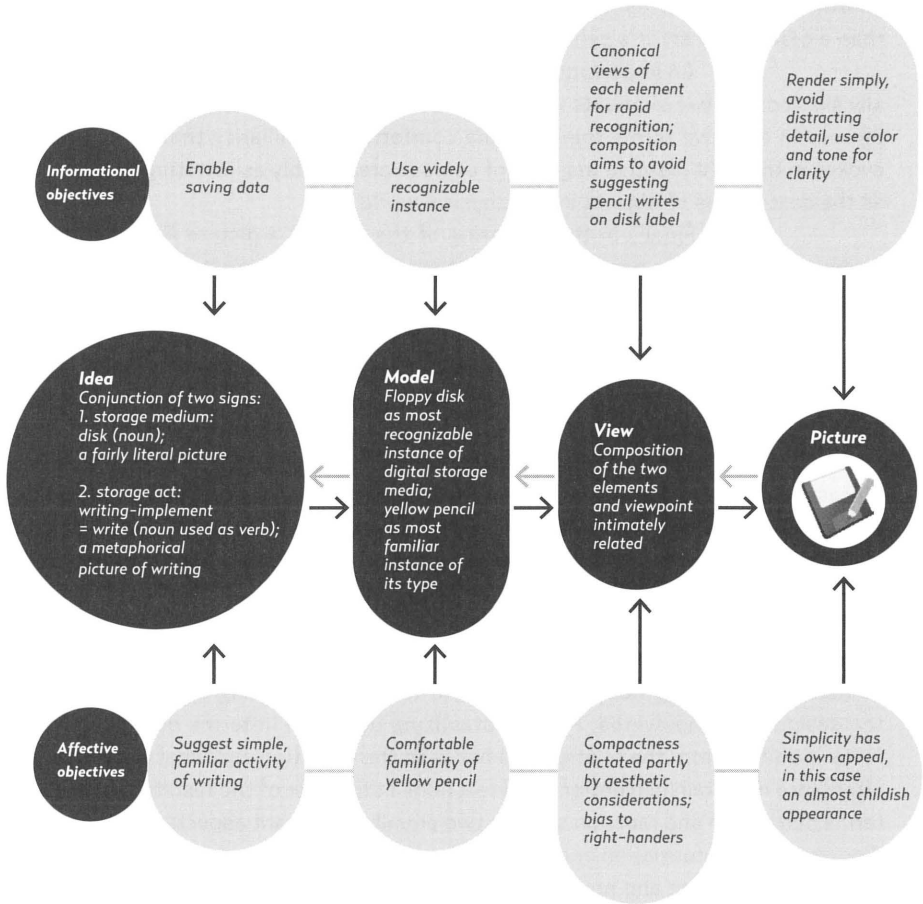 Informational
objectives
Enable
saving data
Use widely
recognizable
instance
Canonical
views of
each element
for rapid
recognition;
composition
aims to avoid
suggesting
pencil writes
on disk label
Render simply,
avoid
distracting
detail, use color
and tone for
clarity
Idea
Conjunction of two signs:
1. storage medium:
disk (noun);
a fairly literal picture
2. storage act:
writing-implement
= write (noun used as verb);
a metaphorical
picture of writing
Model
Floppy disk
as most
recognizable
instance of
digital storage
media;
yellow pencil
as most
familiar
instance of
its type
View
Composition
of the two
elements
and viewpoint
intimately
related
Picture
Affective
objectives
Suggest simple,
familiar activity
of writing
Comfortable
familiarity of
yellow pencil
Compactness
dictated partly
by aesthetic
considerations;
bias to
right-handers
Simplicity has
its own appeal,
in this case
an almost childish
appearance